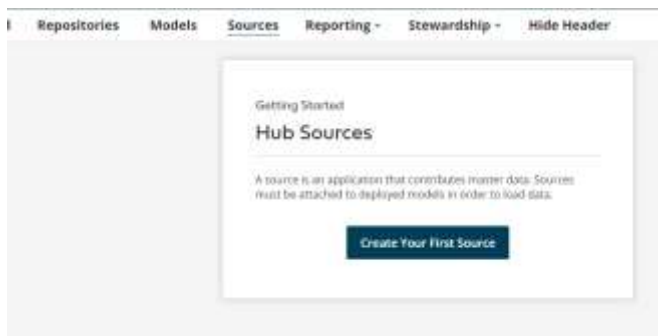 Repositories Models Sources Reporting Stewardship Hide Header
Getting Started
Hub Sources
A source is an application that contributes master data. Sources
must be attached to deployed models in order to load data.
Create Your First Source